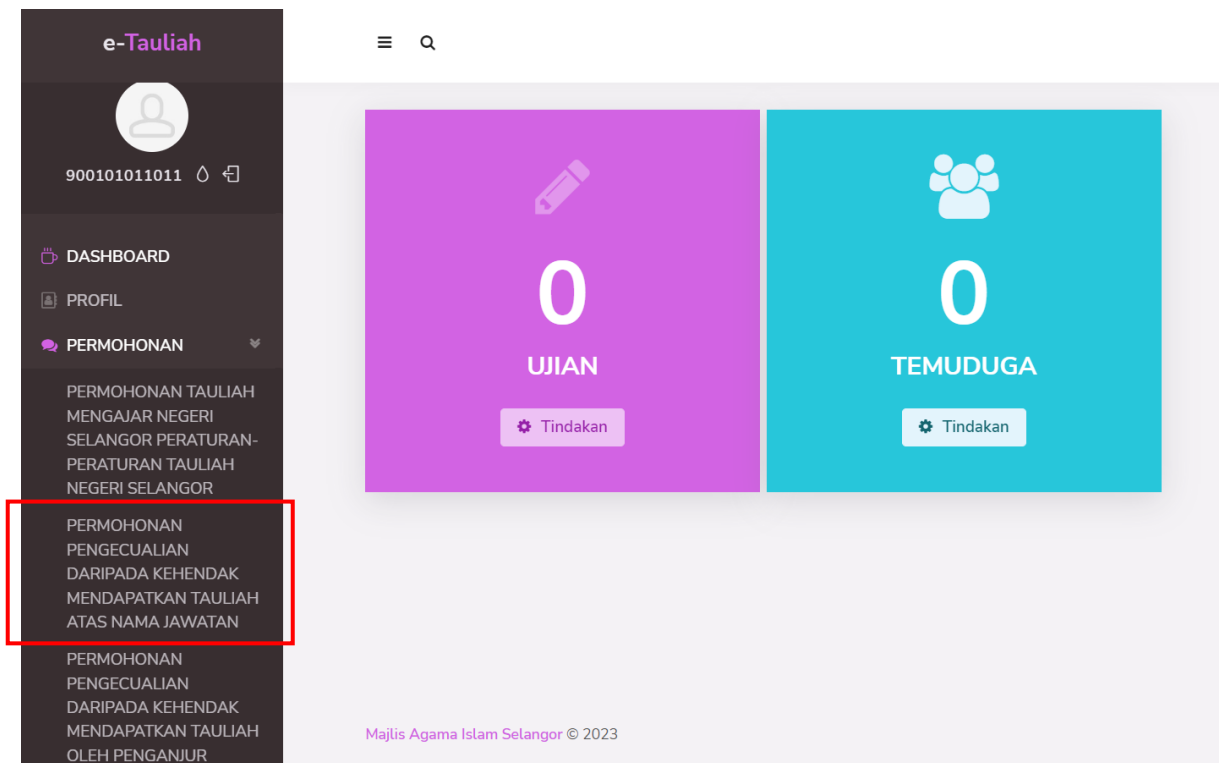 e-Tauliah
900101011011
DASHBOARD
PROFIL
PERMOHONAN
PERMOHONAN TAULIAH
MENGAJAR NEGERI
SELANGOR PERATURAN-
PERATURAN TAULIAH
NEGERI SELANGOR
PERMOHONAN
PENGECUALIAN
DARIPADA KEHENDAK
MENDAPATKAN TAULIAH
ATAS NAMA JAWATAN
PERMOHONAN
PENGECUALIAN
DARIPADA KEHENDAK
MENDAPATKAN TAULIAH
OLEH PENGANJUR
0
UJIAN
Tindakan
0
TEMUDUGA
Tindakan
Majlis Agama Islam Selangor © 2023